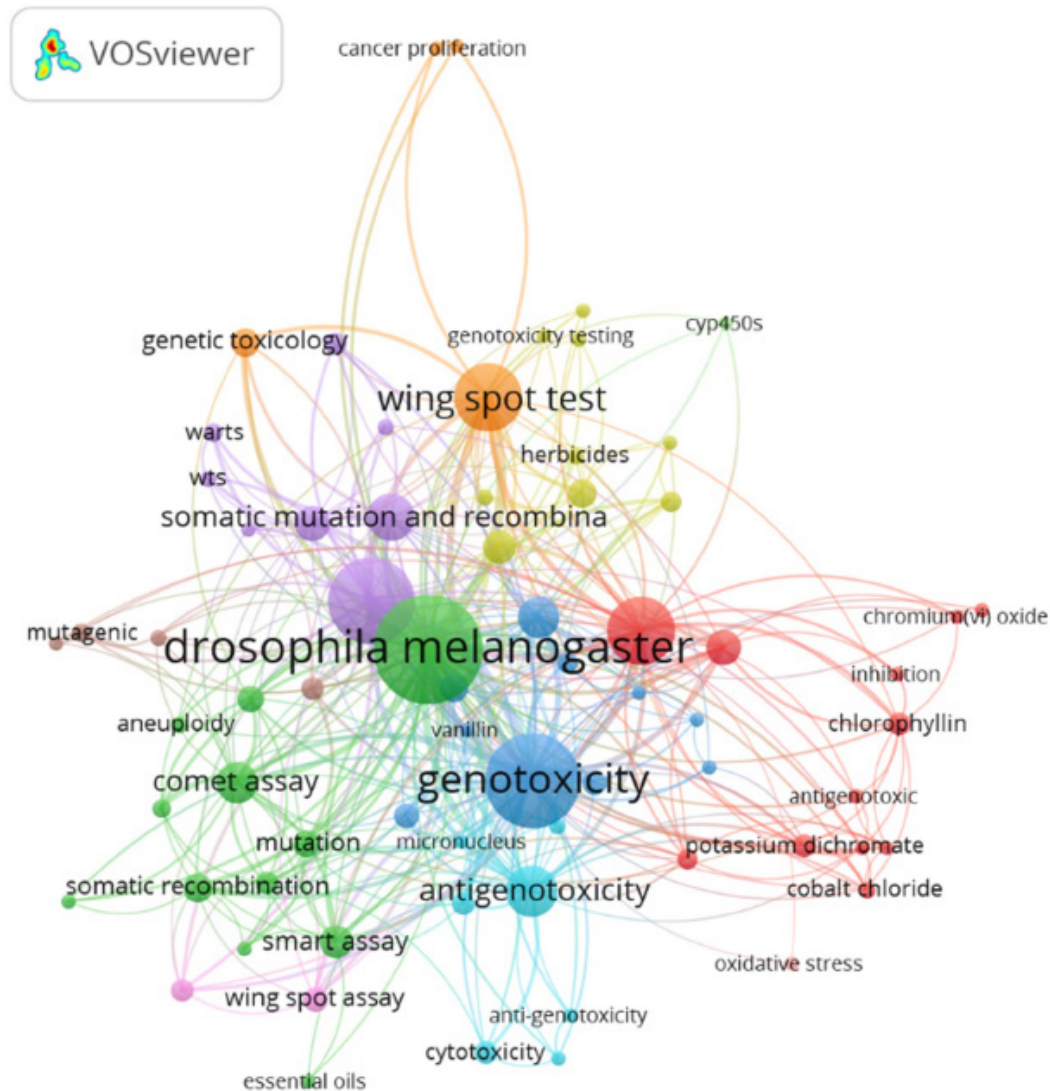 VOSviewer
cancer proliferation
genetic toxicology
genotoxicity testing
cyp450s
wing spot test
warts
herbicides
wts
somatic mutation and recombina
chromium(vi) oxide
mutagenic
drosophila melanogaster
inhibition
aneuploidy
vanillin
chlorophyllin
comet assay
genotoxicity
antigenotoxic
mutation
micronucleus
potassium dichromate
somatic recombination
antigenotoxicity
cobalt chloride
smart assay
oxidative stress
wing spot assay
anti-genotoxicity
cytotoxicity
essential oils